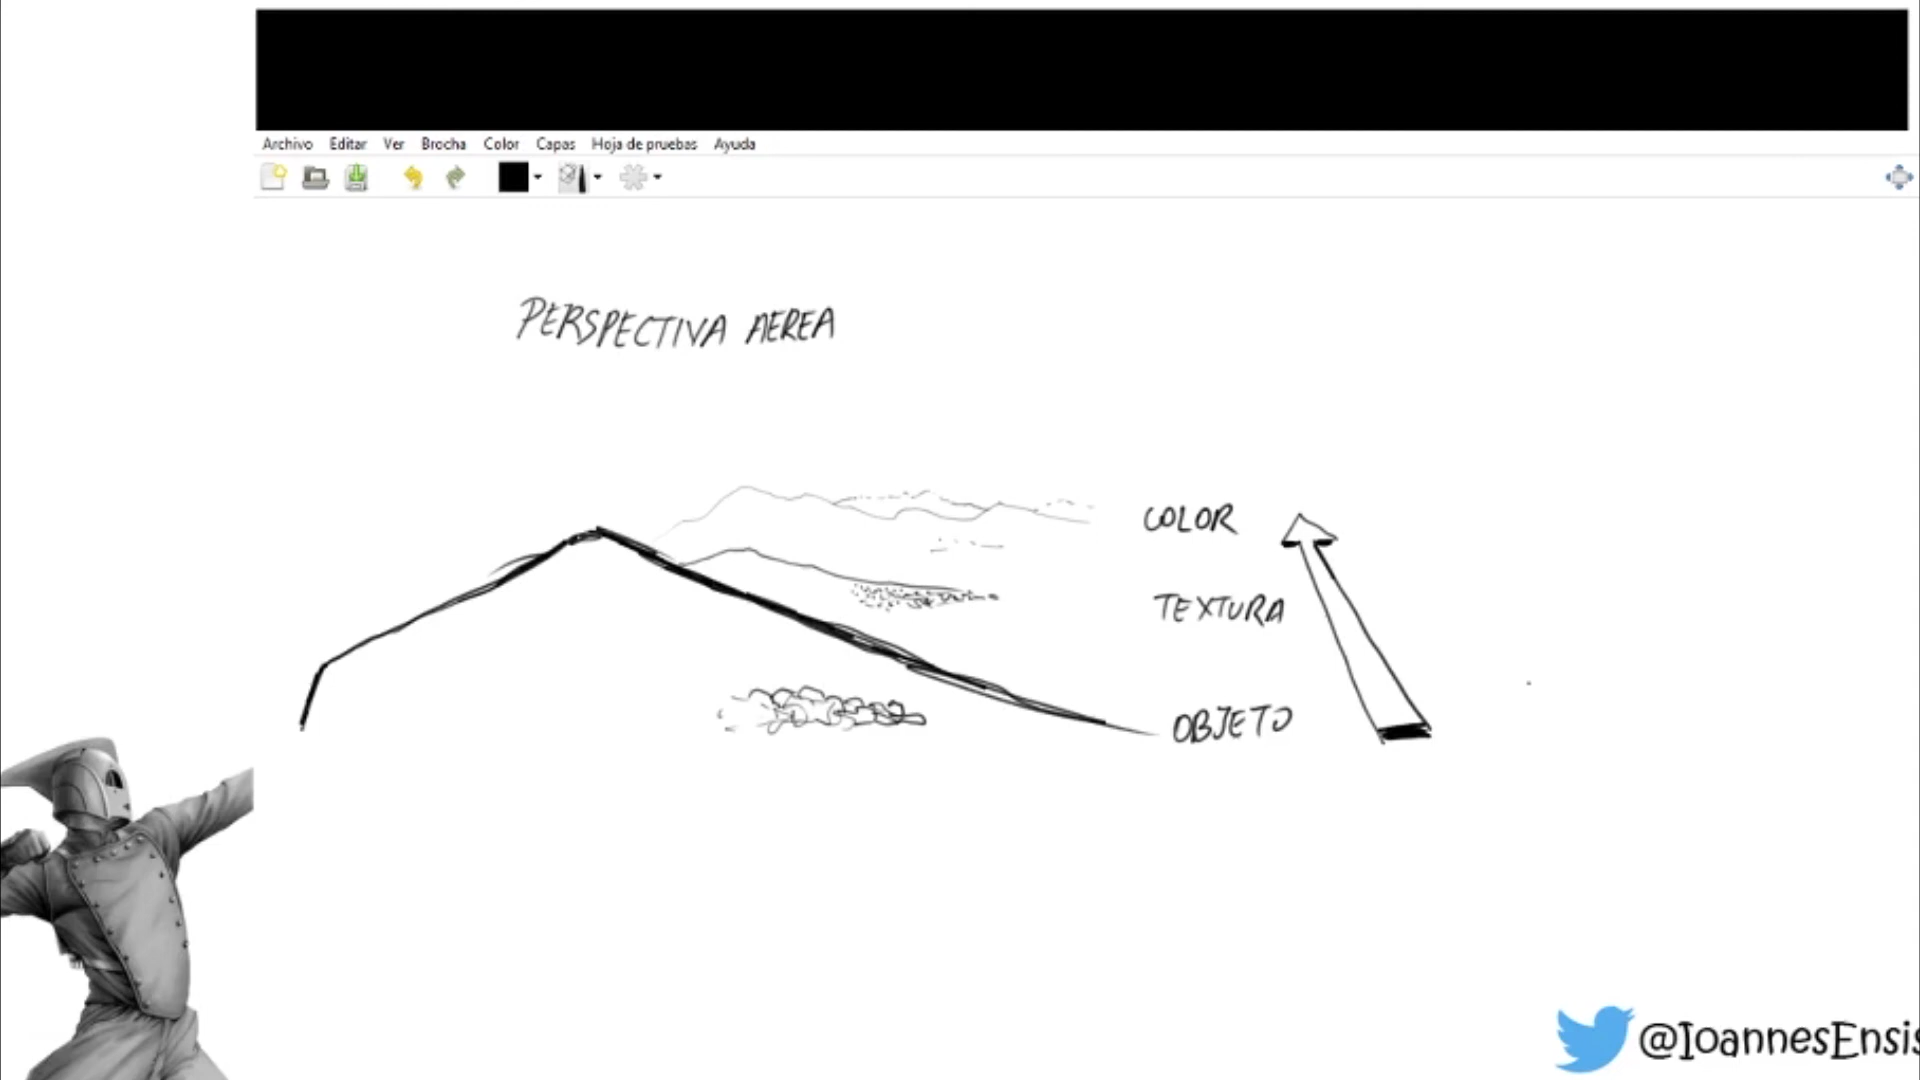 Archivo Editar Ver Brocha Color Capas Hoja de pruebas Ayuda
PERSPECTIVA AEREA
COLOR
TEXTURA
OBJETO
@IoannesEnsis